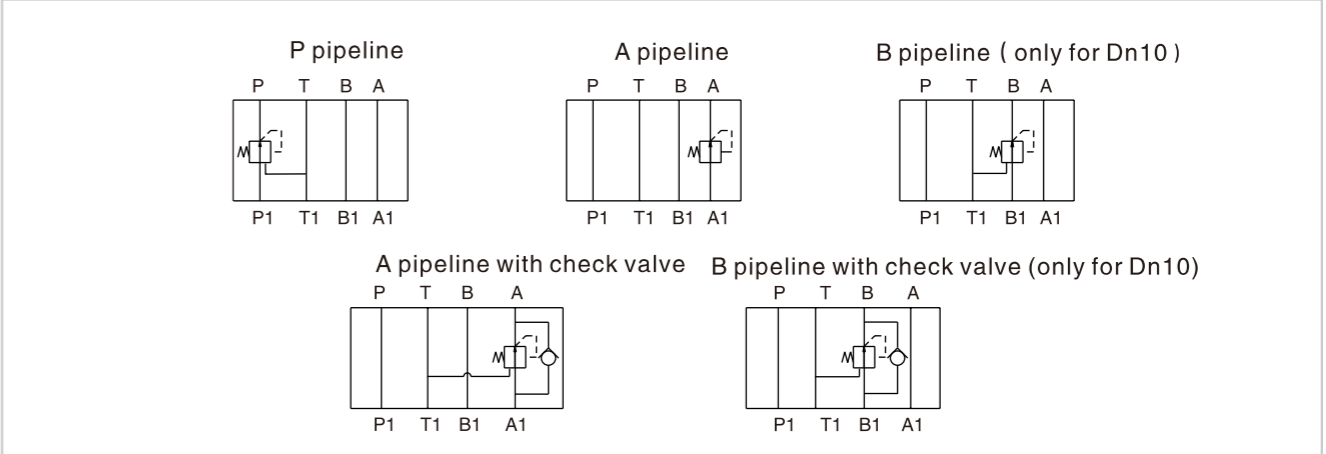 P pipeline
A pipeline
B pipeline ( only for Dn10 )
P T B A
P T B A
P T B A
P1 T1 B1 A1
P1 T1 B1 A1
P1 T1 B1 A1
A pipeline with check valve
B pipeline with check valve (only for Dn10)
P T B A
P T B A
P1 T1 B1 A1
P1 T1 B1 A1